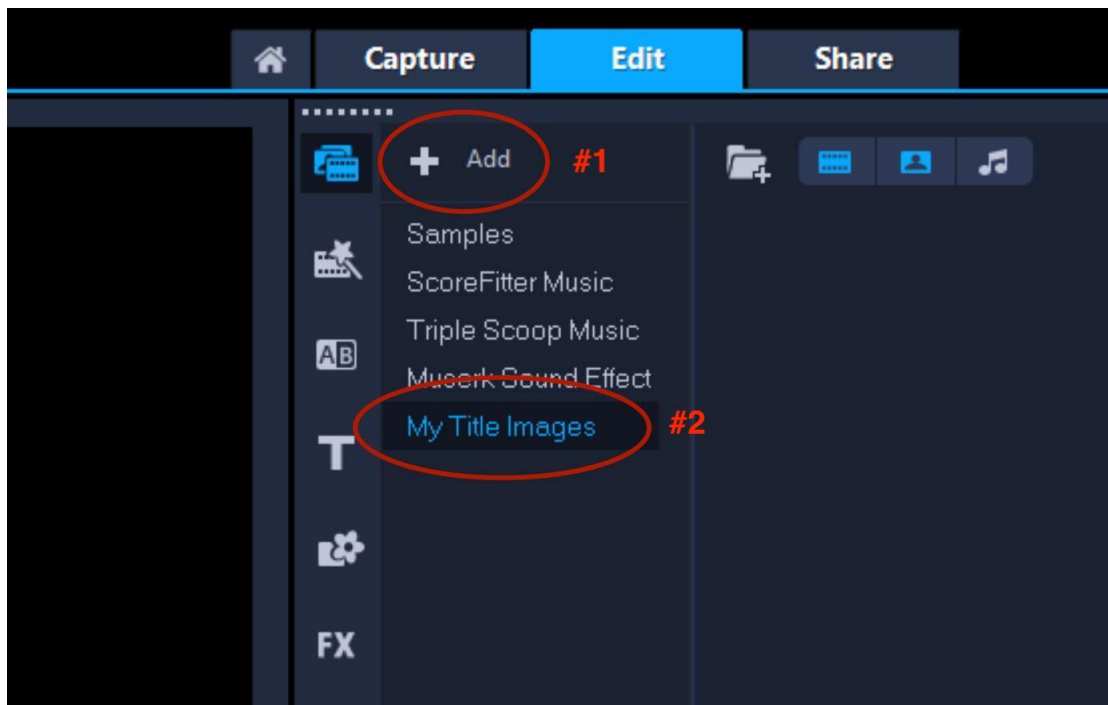 Capture
Edit
Share
Add
#1
Samples
ScoreFitter Music
Triple Scoop Music
Muserk Sound Effect
My Title Images
#2
AB
T
FX